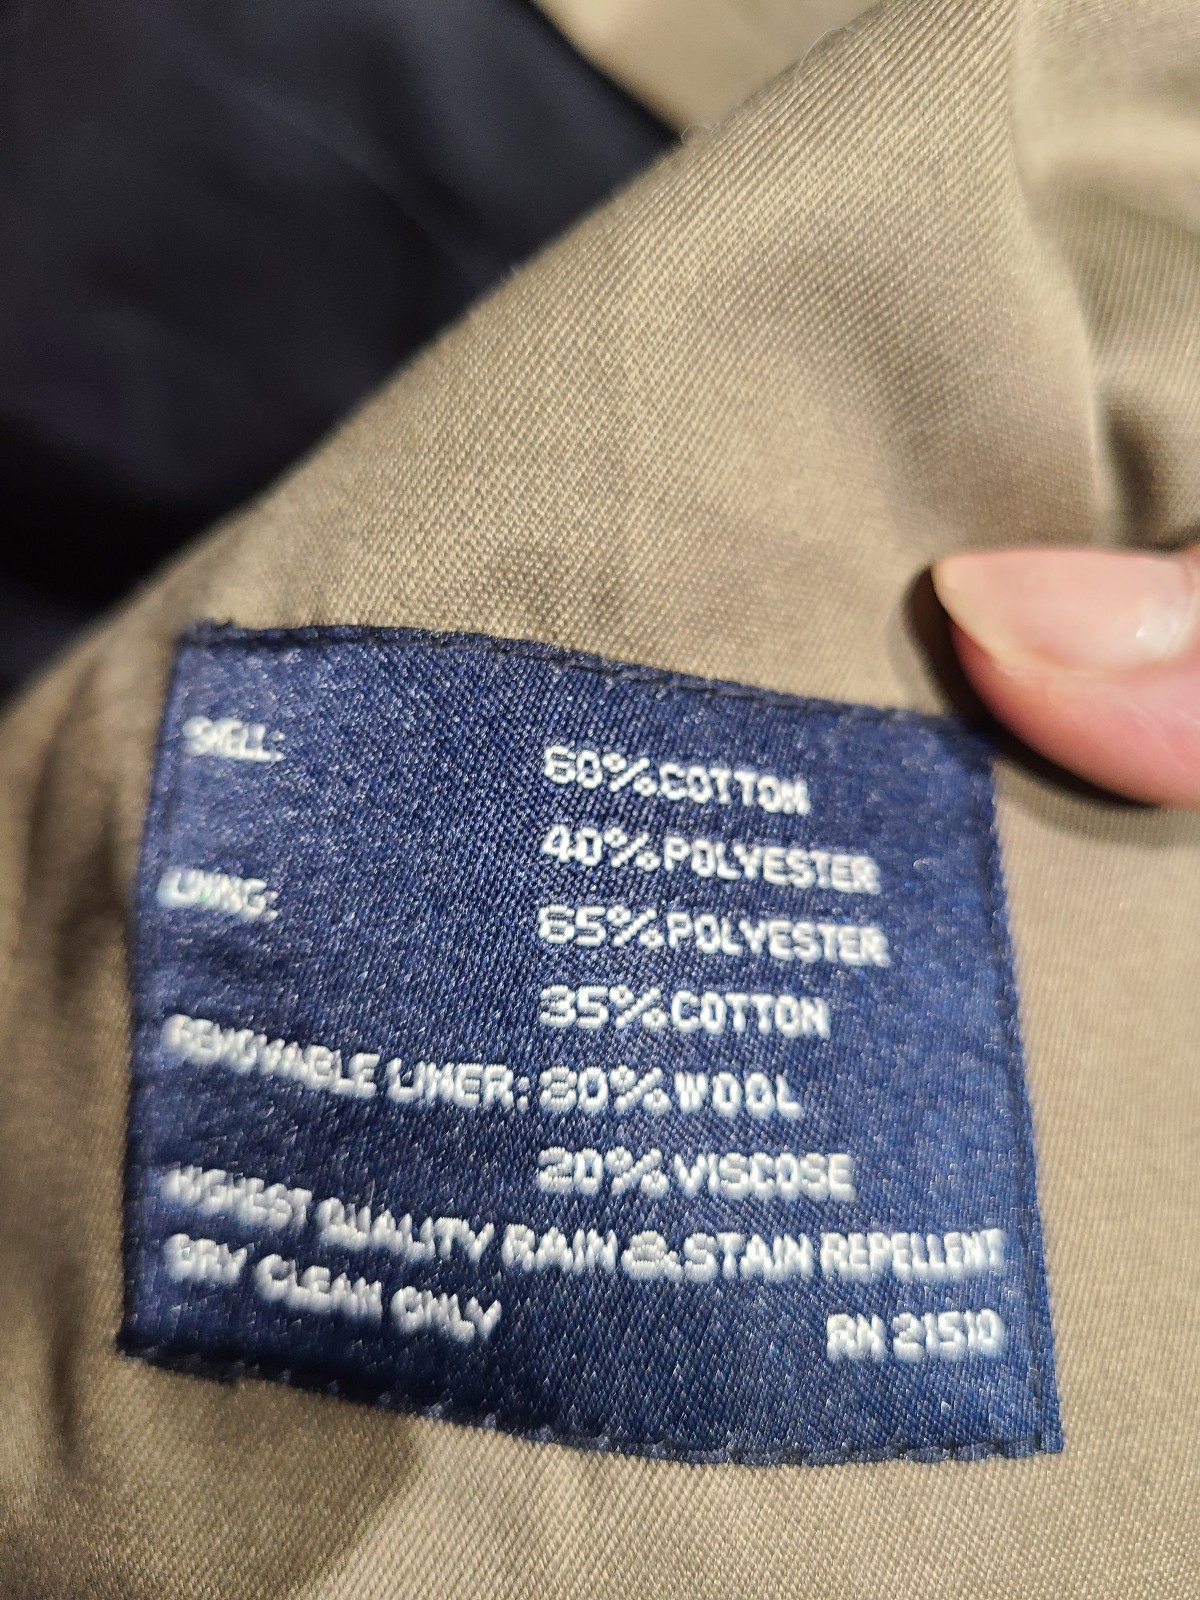 SHELL: 60% COTTON
40% POLYESTER
LINING: 65% POLYESTER
35% COTTON
REMOVABLE LINER: 80% WOOL
20% VISCOSE
HIGHEST QUALITY RAIN & STAIN REPELLENT
DRY CLEAN ONLY RN 21510